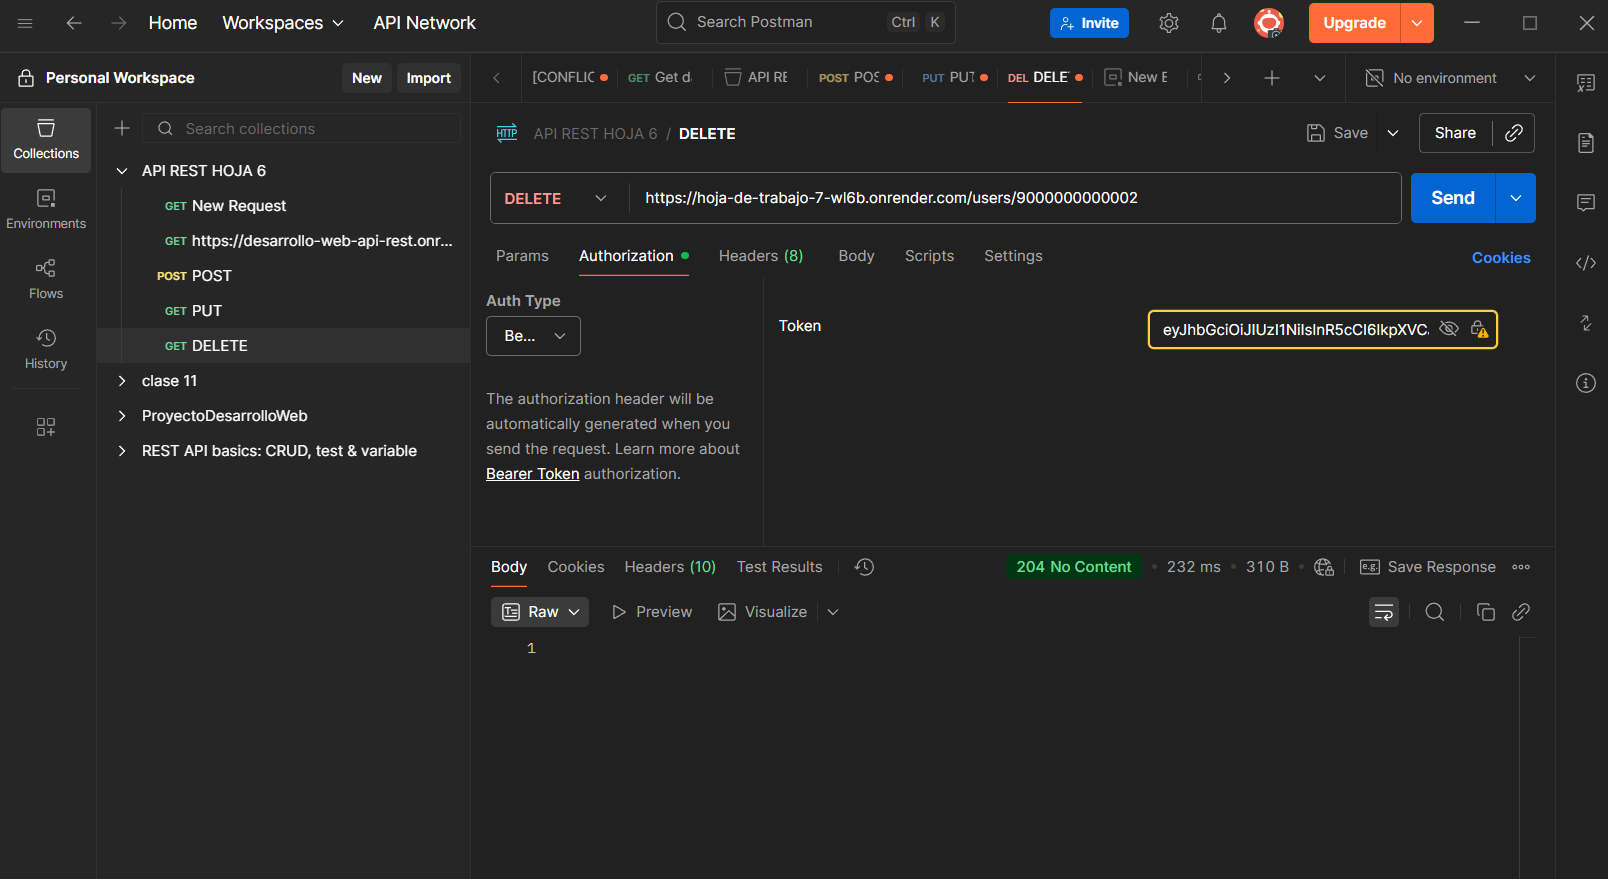 Home Workspaces API Network
Search Postman Ctrl K
Invite
Upgrade
Personal Workspace New Import
[CONFLIC GET Get d API RE POST POS PUT PUT DEL DELE New E
No environment
Collections
Environments
Flows
History
Search collections
API REST HOJA 6
GET New Request
GET https://desarrollo-web-api-rest.onr...
POST POST
GET PUT
GET DELETE
clase 11
ProyectoDesarrolloWeb
REST API basics: CRUD, test & variable
HTTP API REST HOJA 6 / DELETE
Save Share
DELETE https://hoja-de-trabajo-7-wl6b.onrender.com/users/9000000000002
Send
Params Authorization Headers (8) Body Scripts Settings
Cookies
Auth Type
Be...
The authorization header will be
automatically generated when you
send the request. Learn more about
Bearer Token authorization.
Token
Body Cookies Headers (10) Test Results
204 No Content • 232 ms • 310 B
e.g. Save Response
Raw Preview Visualize
1